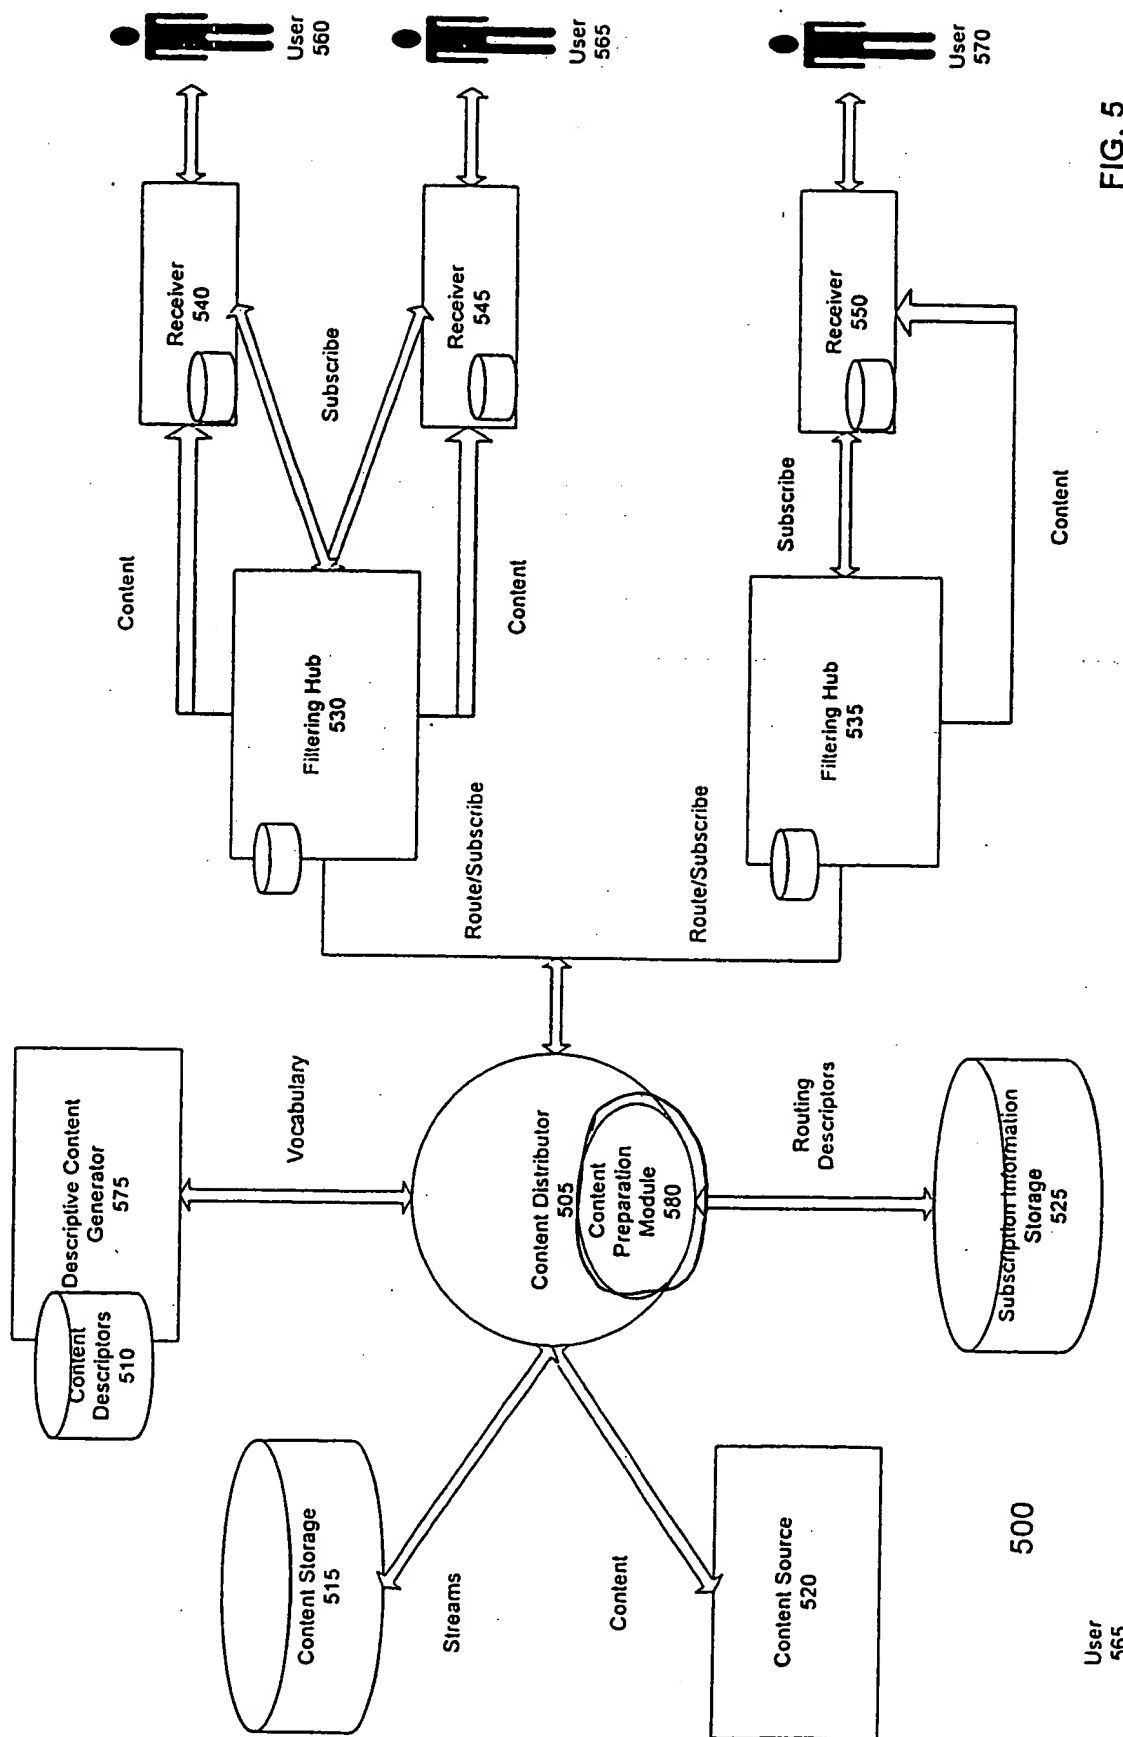 Descriptive Content
Generator
575
Content
Descriptors
510
Vocabulary
Content Storage
515
Streams
Content Distributor
505
Content
Preparation
Module
580
Content
Content Source
520
Routing
Descriptors
Subscription Information
Storage
525
Route/Subscribe
Route/Subscribe
Filtering Hub
530
Filtering Hub
535
Content
Subscribe
Content
Subscribe
Content
Receiver
540
Receiver
545
Receiver
550
User
560
User
565
User
570
500
User
565
FIG. 5